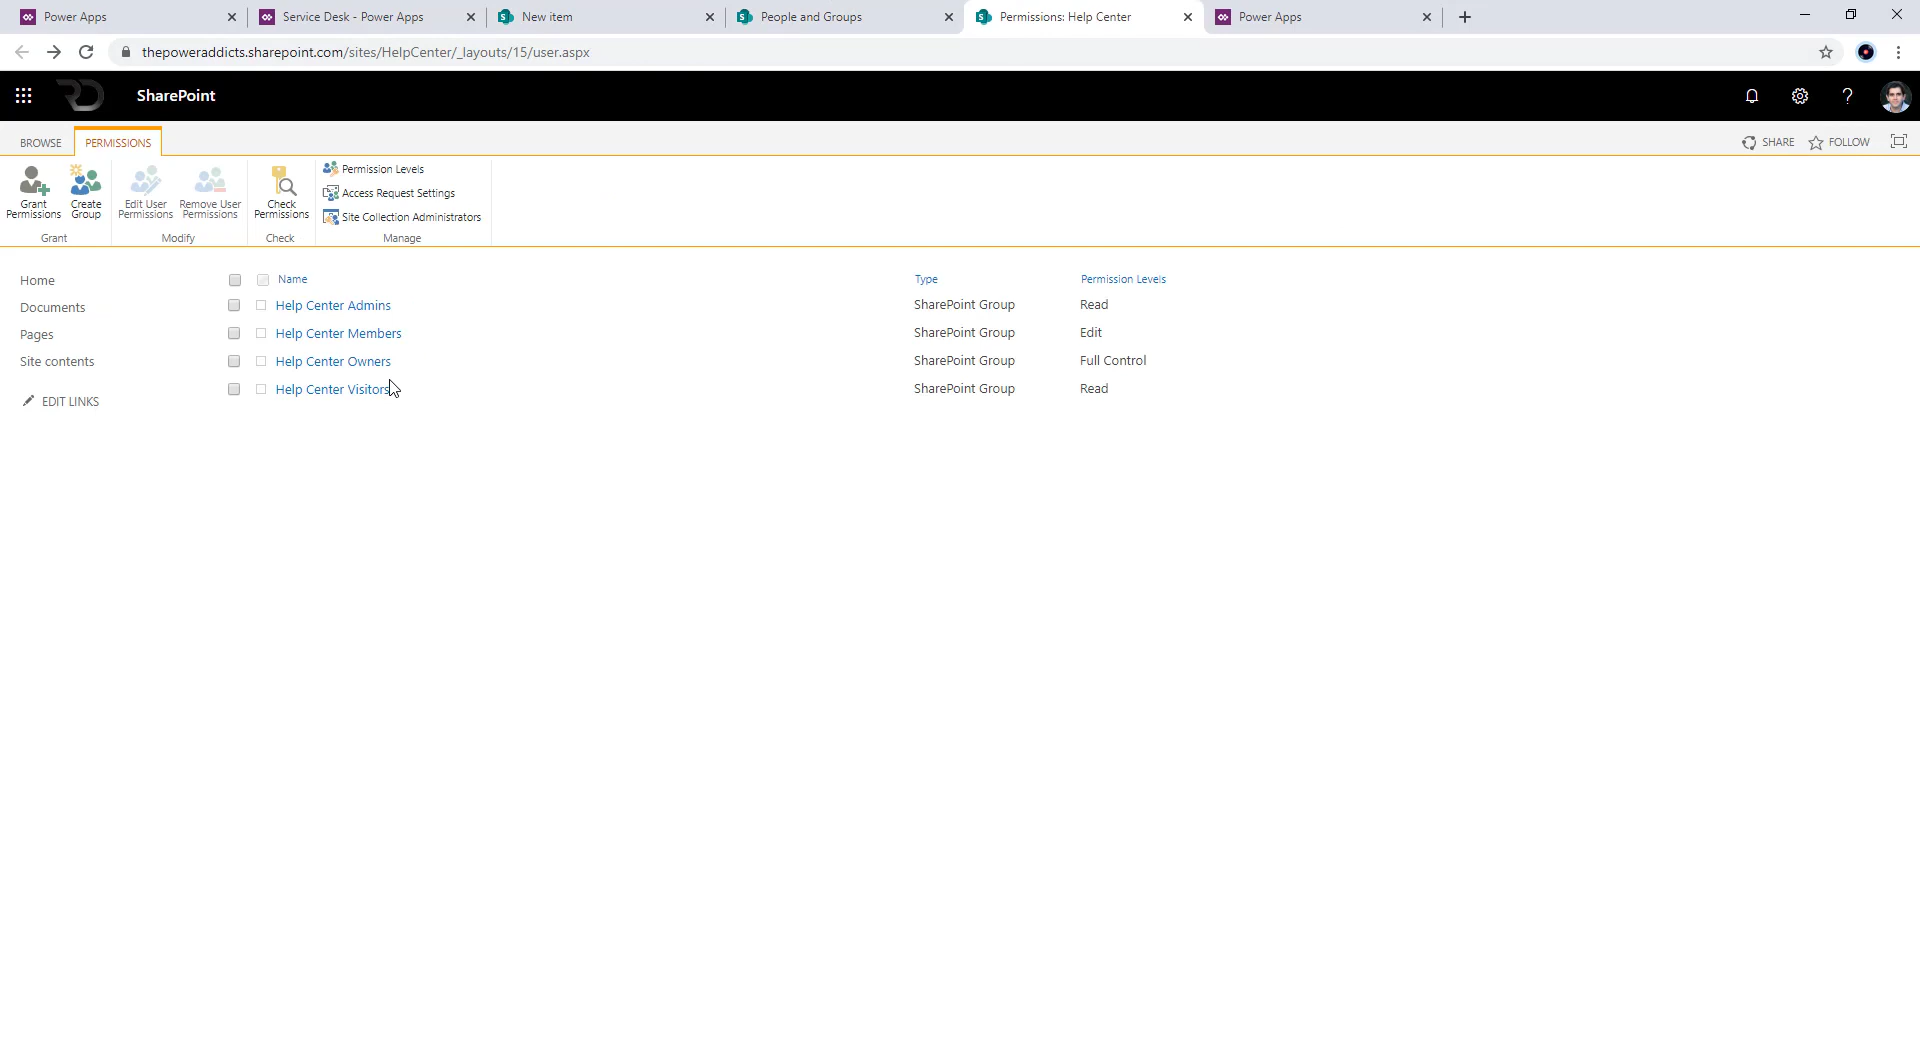 Power Apps
Service Desk - Power Apps
New item
People and Groups
Permissions: Help Center
Power Apps
thepoweraddicts.sharepoint.com/sites/HelpCenter/_layouts/15/user.aspx
SharePoint
BROWSE
PERMISSIONS
SHARE
FOLLOW
Grant Permissions
Create Group
Edit User Permissions
Remove User Permissions
Check Permissions
Permission Levels
Access Request Settings
Site Collection Administrators
Grant
Modify
Check
Manage
Home
Documents
Pages
Site contents
EDIT LINKS
Name Type Permission Levels
Help Center Admins SharePoint Group Read
Help Center Members SharePoint Group Edit
Help Center Owners SharePoint Group Full Control
Help Center Visitors SharePoint Group Read